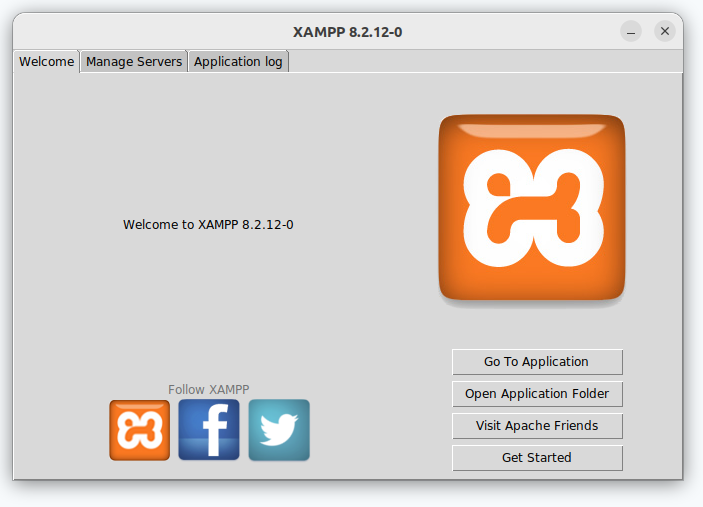 XAMPP 8.2.12-0
Welcome Manage Servers Application log
Welcome to XAMPP 8.2.12-0
Go To Application
Open Application Folder
Visit Apache Friends
Get Started
Follow XAMPP
f